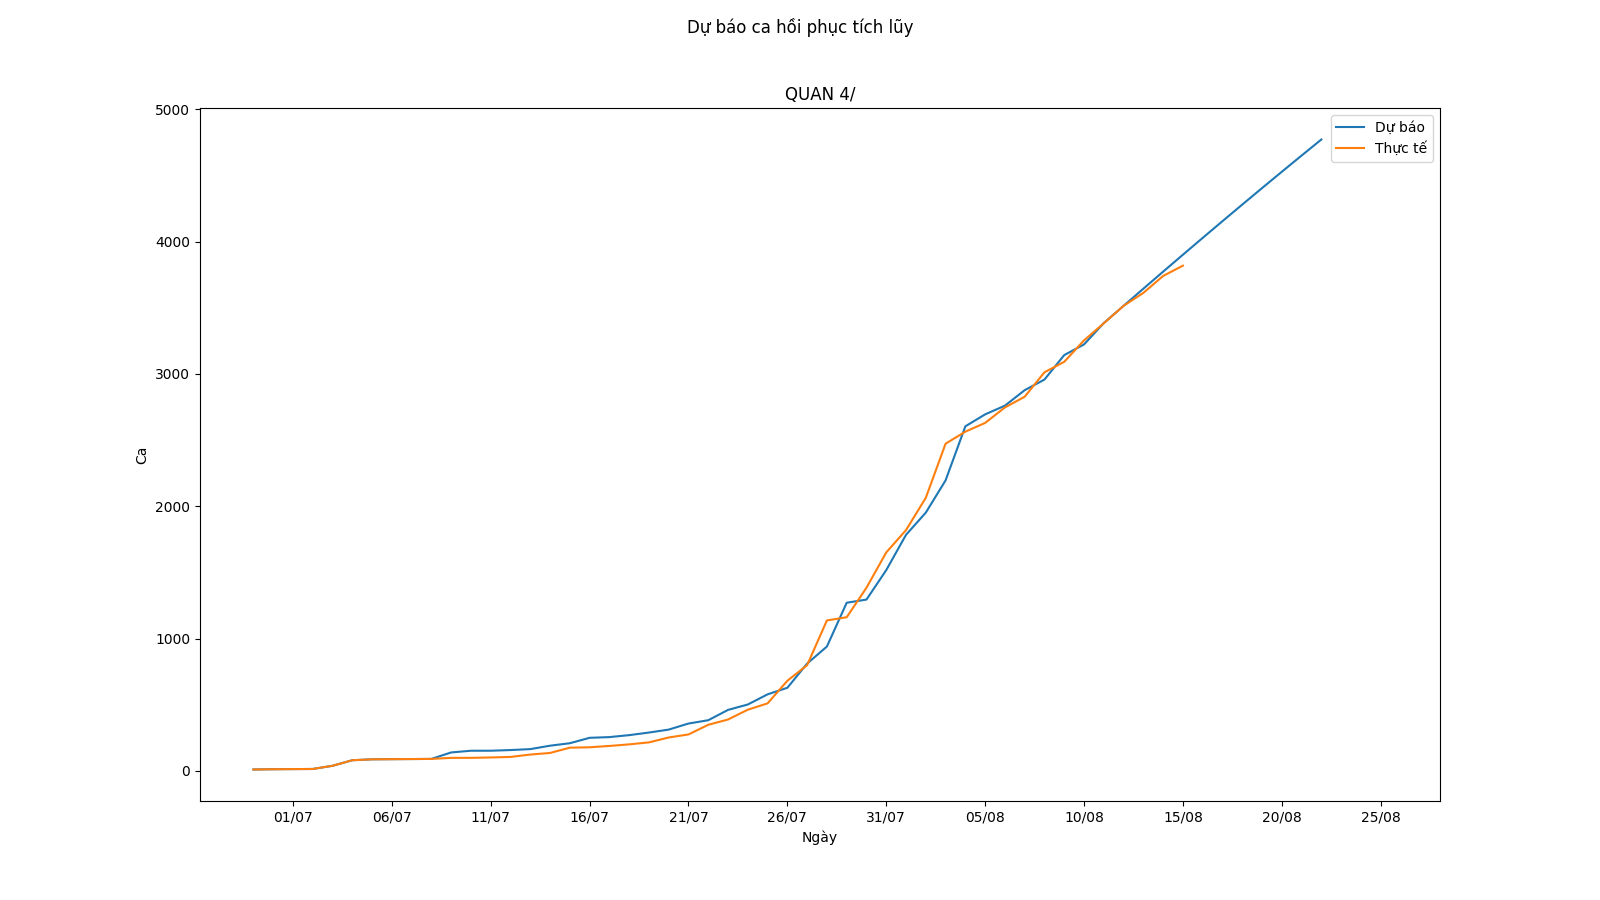 Dự báo ca hồi phục tích lũy
QUAN 4/
Dự báo
Thực tế
5000
4000
3000
2000
1000
0
Ca
01/07 06/07 11/07 16/07 21/07 26/07 31/07 05/08 10/08 15/08 20/08 25/08
Ngày